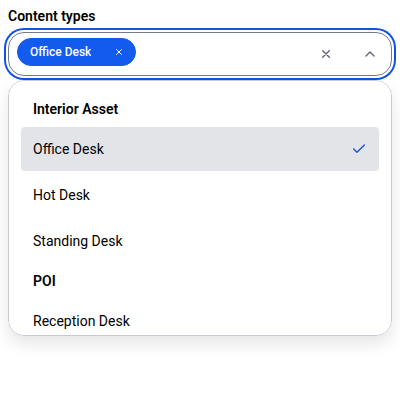 Content types
Office Desk
Interior Asset
Office Desk
Hot Desk
Standing Desk
POI
Reception Desk